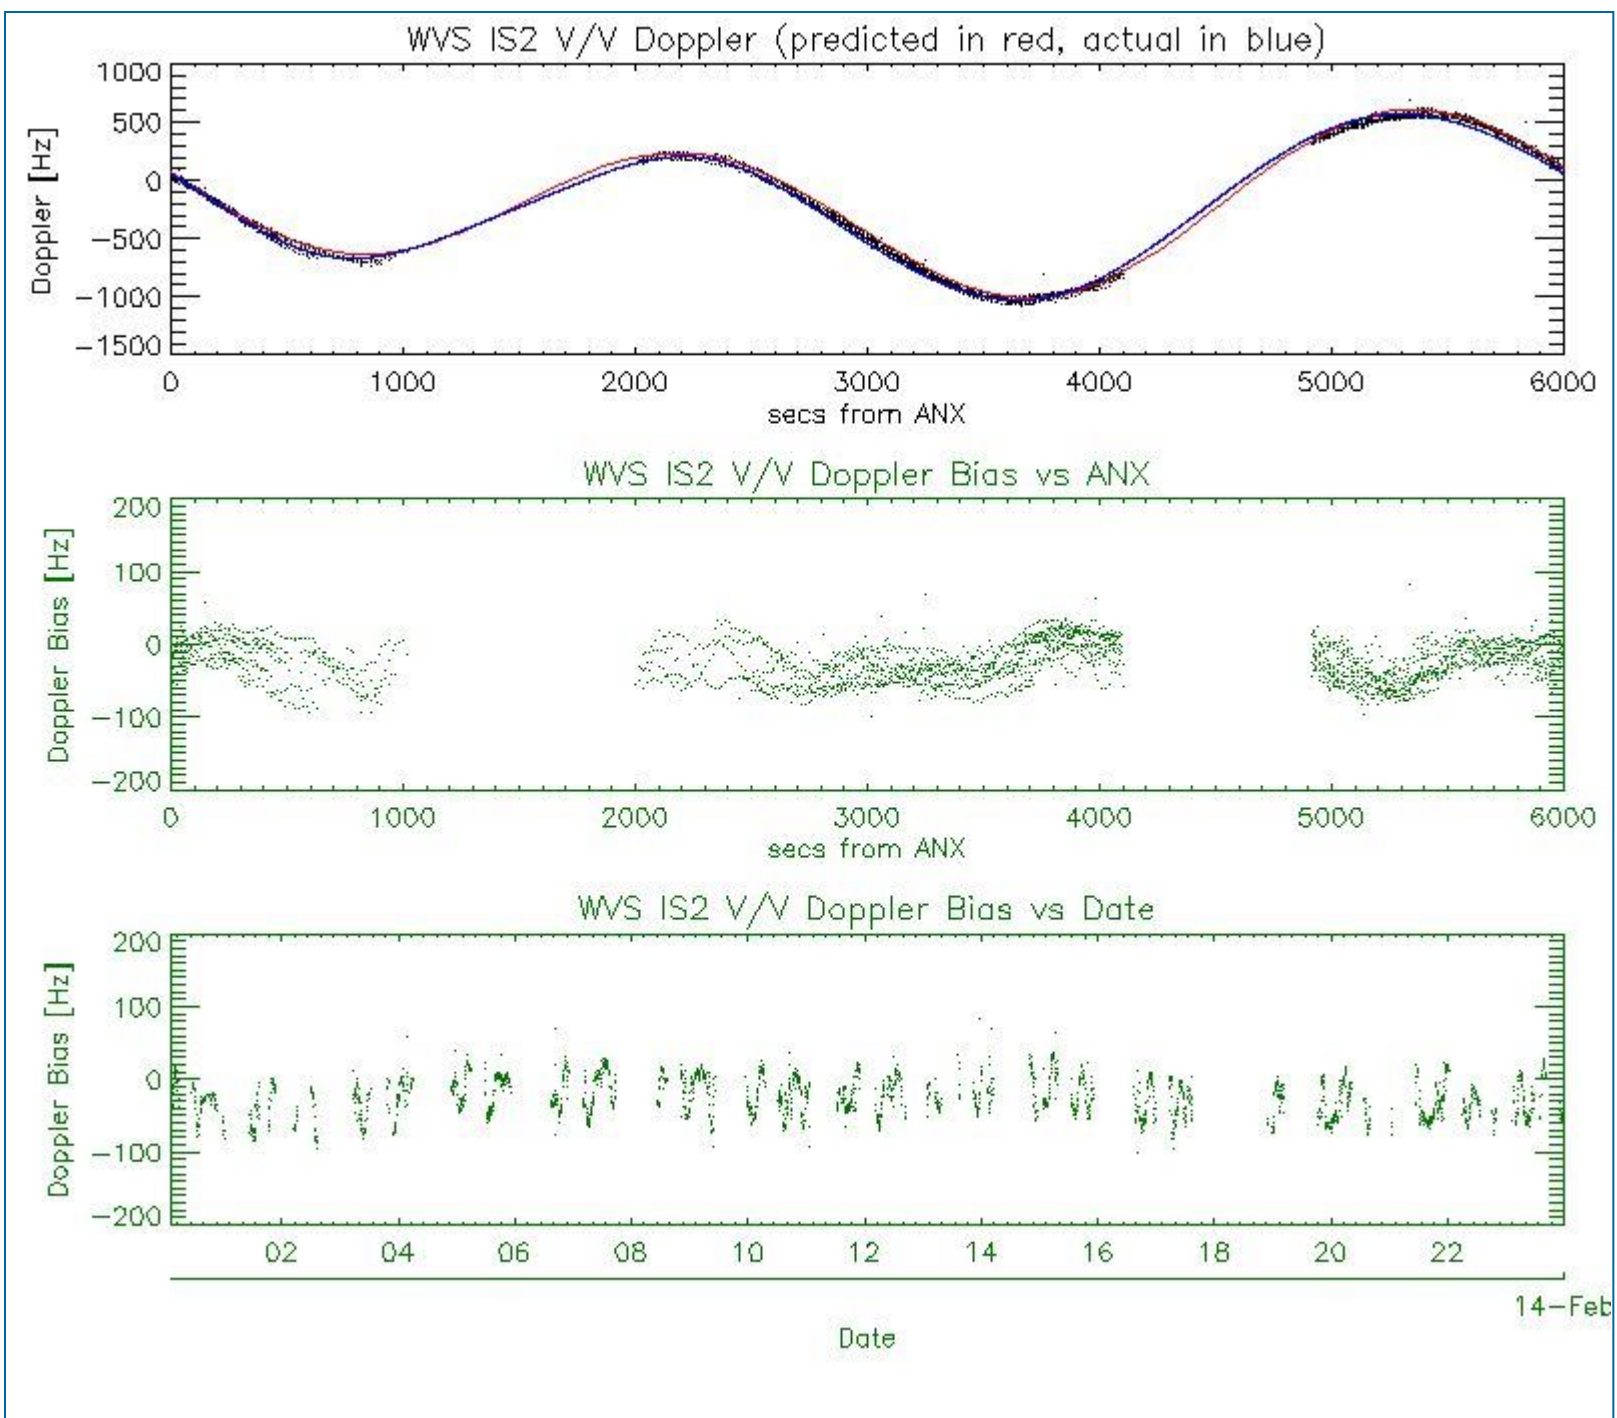 WVS IS2 V/V Doppler (predicted in red, actual in blue)
1000
500
0
-500
-1000
-1500
Doppler [Hz]
0 1000 2000 3000 4000 5000 6000
secs from ANX
WVS IS2 V/V Doppler Bias vs ANX
200
100
0
-100
-200
Doppler Bias [Hz]
0 1000 2000 3000 4000 5000 6000
secs from ANX
WVS IS2 V/V Doppler Bias vs Date
200
100
0
-100
-200
Doppler Bias [Hz]
02 04 06 08 10 12 14 16 18 20 22
14-Feb
Date